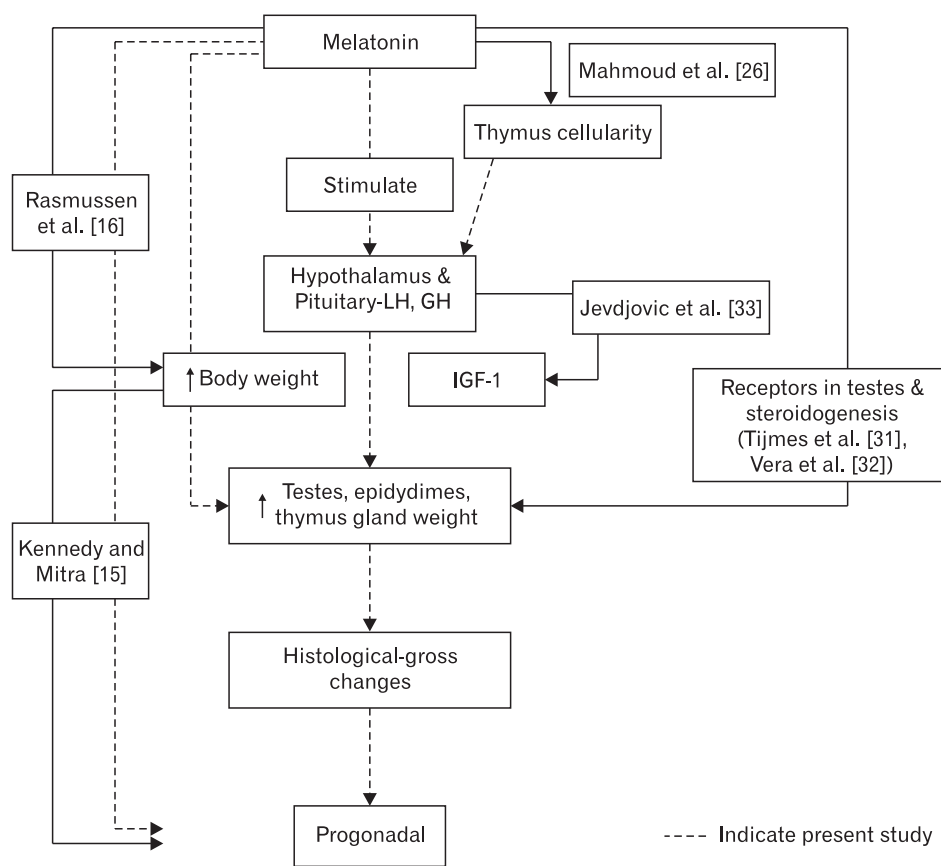 Melatonin
Mahmoud et al. [26]
Thymus cellularity
Stimulate
Rasmussen
et al. [16]
Hypothalamus &
Pituitary-LH, GH
Jevdjovic et al. [33]
↑ Body weight
IGF-1
Receptors in testes &
steroidogenesis
(Tijmes et al. [31],
Vera et al. [32])
↑ Testes, epidydimes,
thymus gland weight
Kennedy and
Mitra [15]
Histological-gross
changes
Progonadal
Indicate present study